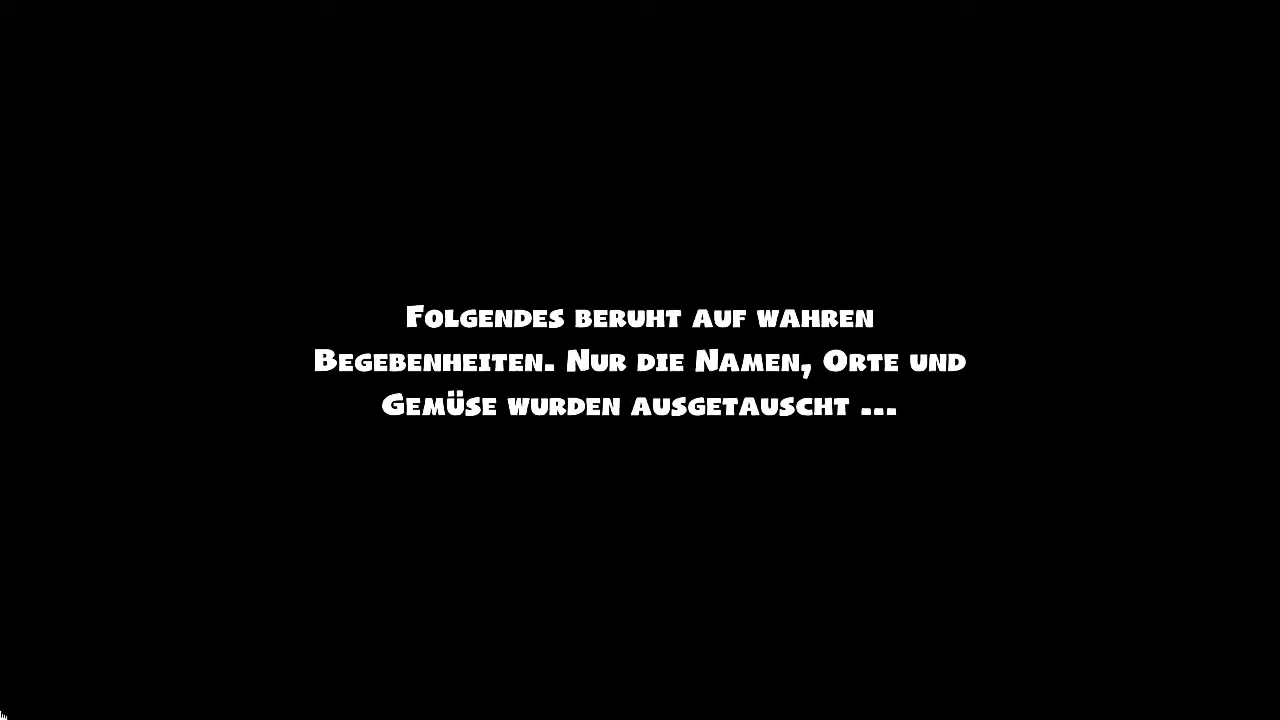 Folgendes beruht auf wahren
Begebenheiten. Nur die Namen, Orte und
Gemüse wurden ausgetauscht ...